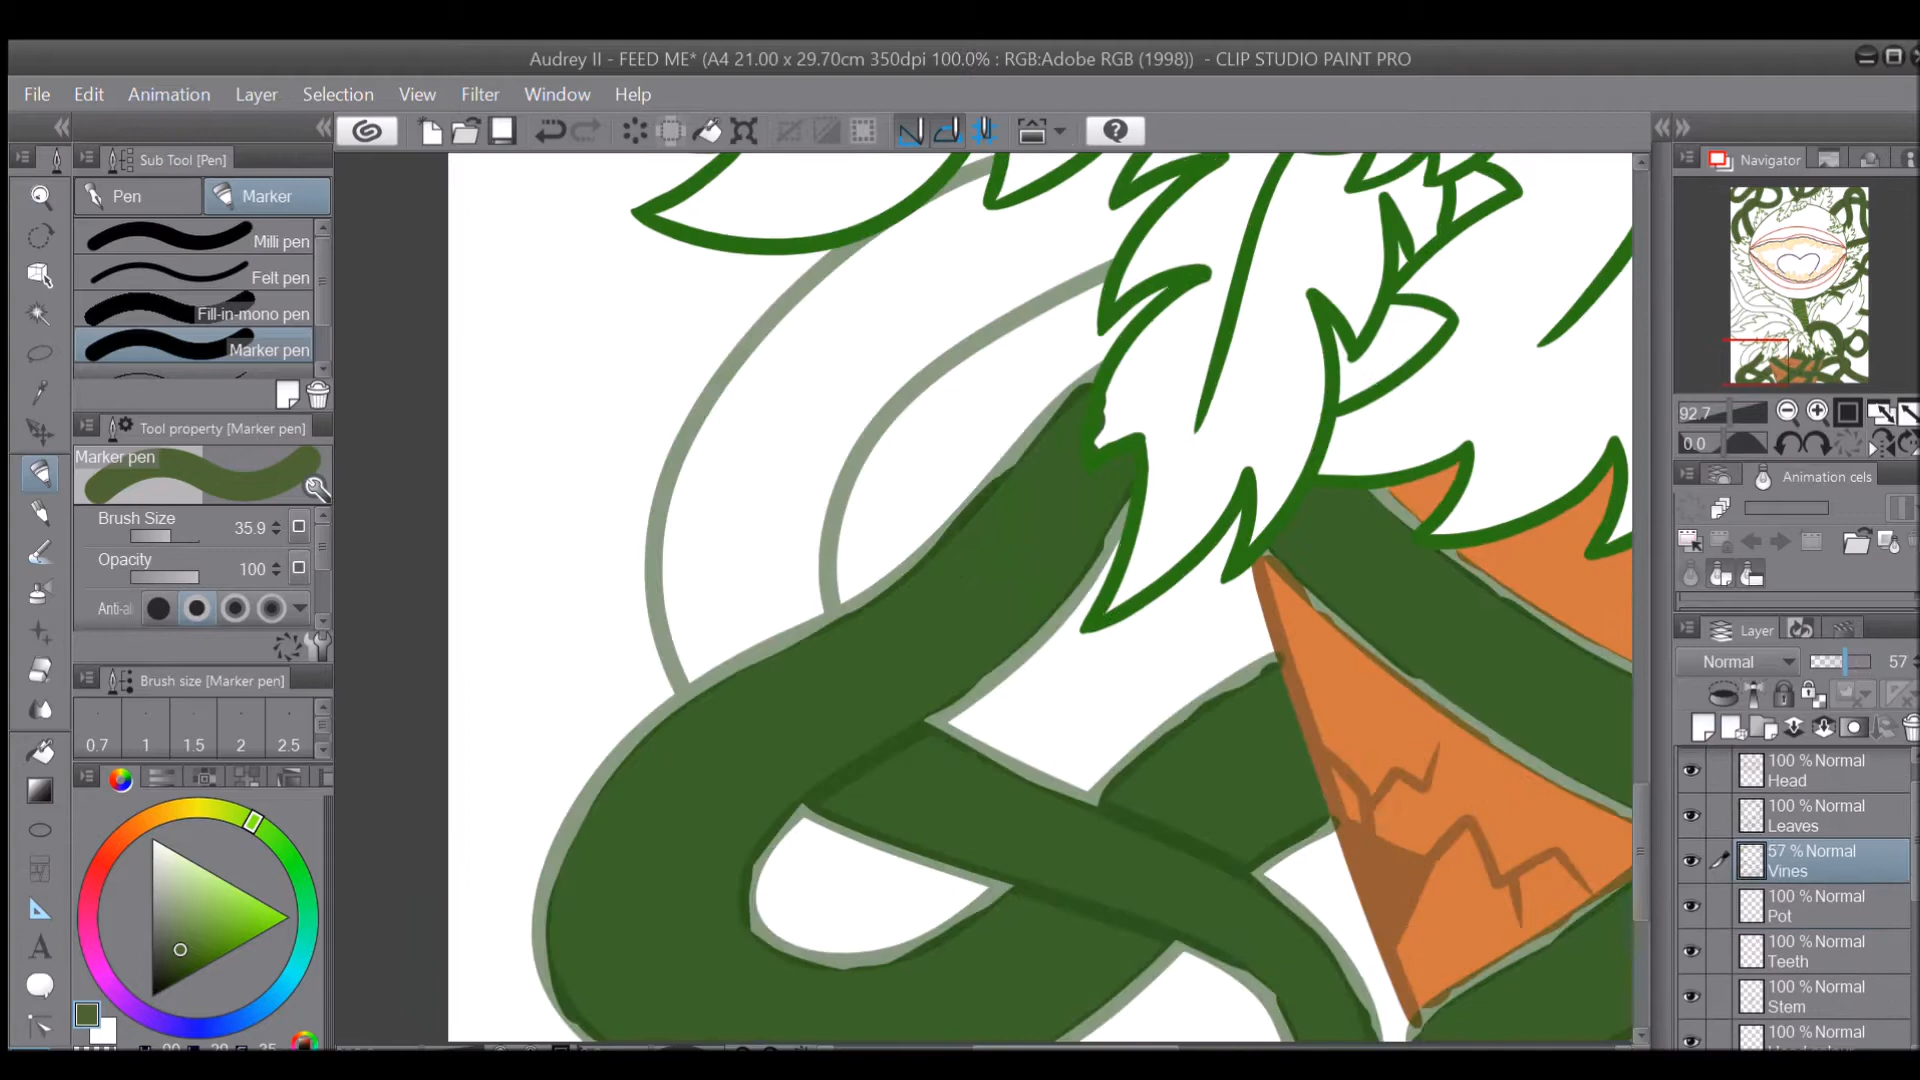 Audrey II - FEED ME* (A4 21.00 x 29.70cm 350dpi 100.0% : RGB:Adobe RGB (1998)) - CLIP STUDIO PAINT PRO
File Edit Animation Layer Selection View Filter Window Help
Sub Tool [Pen]
Pen Marker
Milli pen
Felt pen
Fill-in-mono pen
Marker pen
Tool property [Marker pen]
Marker pen
Brush Size 35.9
Opacity 100
Anti-al
Brush size [Marker pen]
0.7 1 1.5 2 2.5
Navigator
92.7
0.0
Animation cels
Layer
Normal 57
100 % Normal
Head
100 % Normal
Leaves
57 % Normal
Vines
100 % Normal
Pot
100 % Normal
Teeth
100 % Normal
Stem
100 % Normal